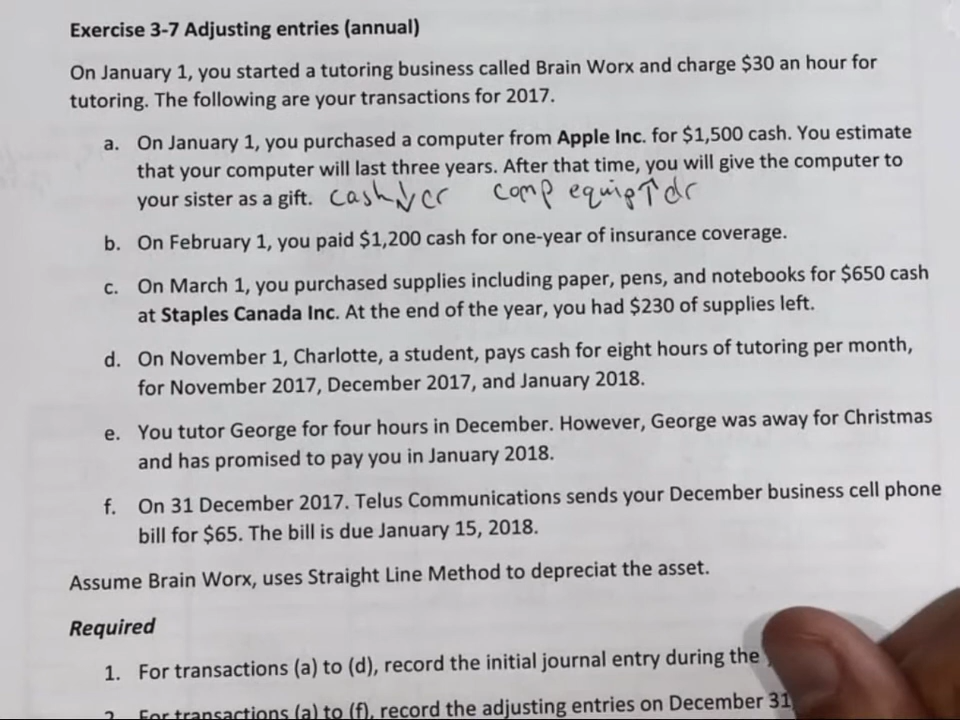 Exercise 3-7 Adjusting entries (annual)
On January 1, you started a tutoring business called Brain Worx and charge $30 an hour for
tutoring. The following are your transactions for 2017.
a. On January 1, you purchased a computer from Apple Inc. for $1,500 cash. You estimate
that your computer will last three years. After that time, you will give the computer to
your sister as a gift. cash ↓ cr comp equip ↑ dr
b. On February 1, you paid $1,200 cash for one-year of insurance coverage.
c. On March 1, you purchased supplies including paper, pens, and notebooks for $650 cash
at Staples Canada Inc. At the end of the year, you had $230 of supplies left.
d. On November 1, Charlotte, a student, pays cash for eight hours of tutoring per month,
for November 2017, December 2017, and January 2018.
e. You tutor George for four hours in December. However, George was away for Christmas
and has promised to pay you in January 2018.
f. On 31 December 2017. Telus Communications sends your December business cell phone
bill for $65. The bill is due January 15, 2018.
Assume Brain Worx, uses Straight Line Method to depreciat the asset.
Required
1. For transactions (a) to (d), record the initial journal entry during the
2. For transactions (a) to (f), record the adjusting entries on December 31